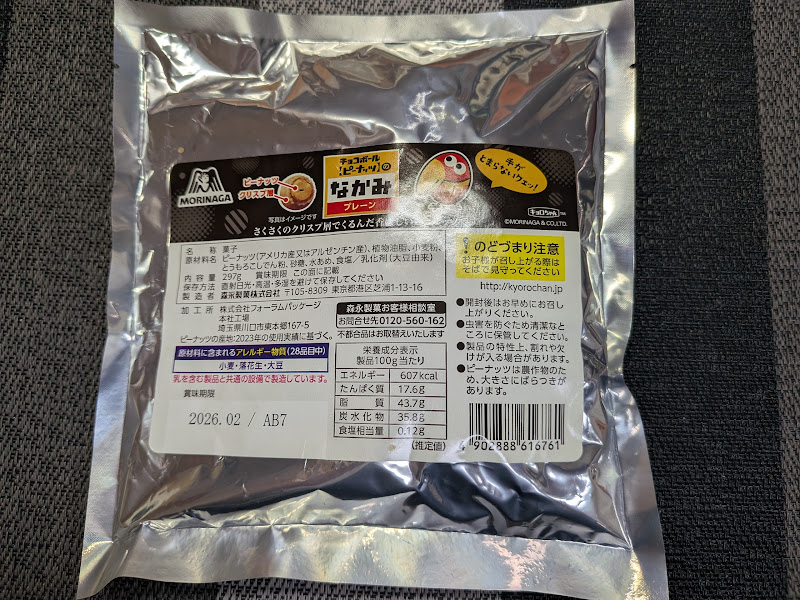 MORINAGA
ピーナッツ
クリスプ層
写真はイメージです
チョコボール
【ピーナッツ】の
なかみ
プレーン
手が
とまらないクエッ!
キョロちゃん TM
©MORINAGA & CO.,LTD.
さくさくのクリスプ層でくるんだ香
名 称 菓子
原材料名 ピーナッツ(アメリカ産又はアルゼンチン産)、植物油脂、小麦粉、
とうもろこしでん粉、砂糖、水あめ、食塩/乳化剤(大豆由来)
内 容 量 297g 賞味期限 この面に記載
保存方法 直射日光・高温・多湿を避けて保存してください
製 造 者 森永製菓株式会社 〒105-8309 東京都港区芝浦1-13-16
! のどづまり注意
お子様が召し上がる際は
そばで見守ってください
http://kyorochan.jp
加 工 所 株式会社フォーラムパッケージ
本社工場
埼玉県川口市東本郷167-5
ピーナッツの産地:2023年の使用実績に基づく。
森永製菓お客様相談室
お問合せ先0120-560-162
不都合品はお取替えいたします
原材料に含まれるアレルギー物質(28品目中)
小麦・落花生・大豆
乳を含む製品と共通の設備で製造しています。
賞味期限
2026.02 / AB7
栄養成分表示
製品100g当たり
エネルギー 607kcal
たんぱく質 17.6g
脂 質 43.7g
炭水化物 35.8g
食塩相当量 0.12g
(推定値)
●開封後はお早めにお召し
上がりください。
●虫害を防ぐため清潔なと
ころに保管してください。
●製品の特性上、割れや欠
けが入る場合があります。
●ピーナッツは農作物のた
め、大きさにばらつきが
あります。
4 902888 616761